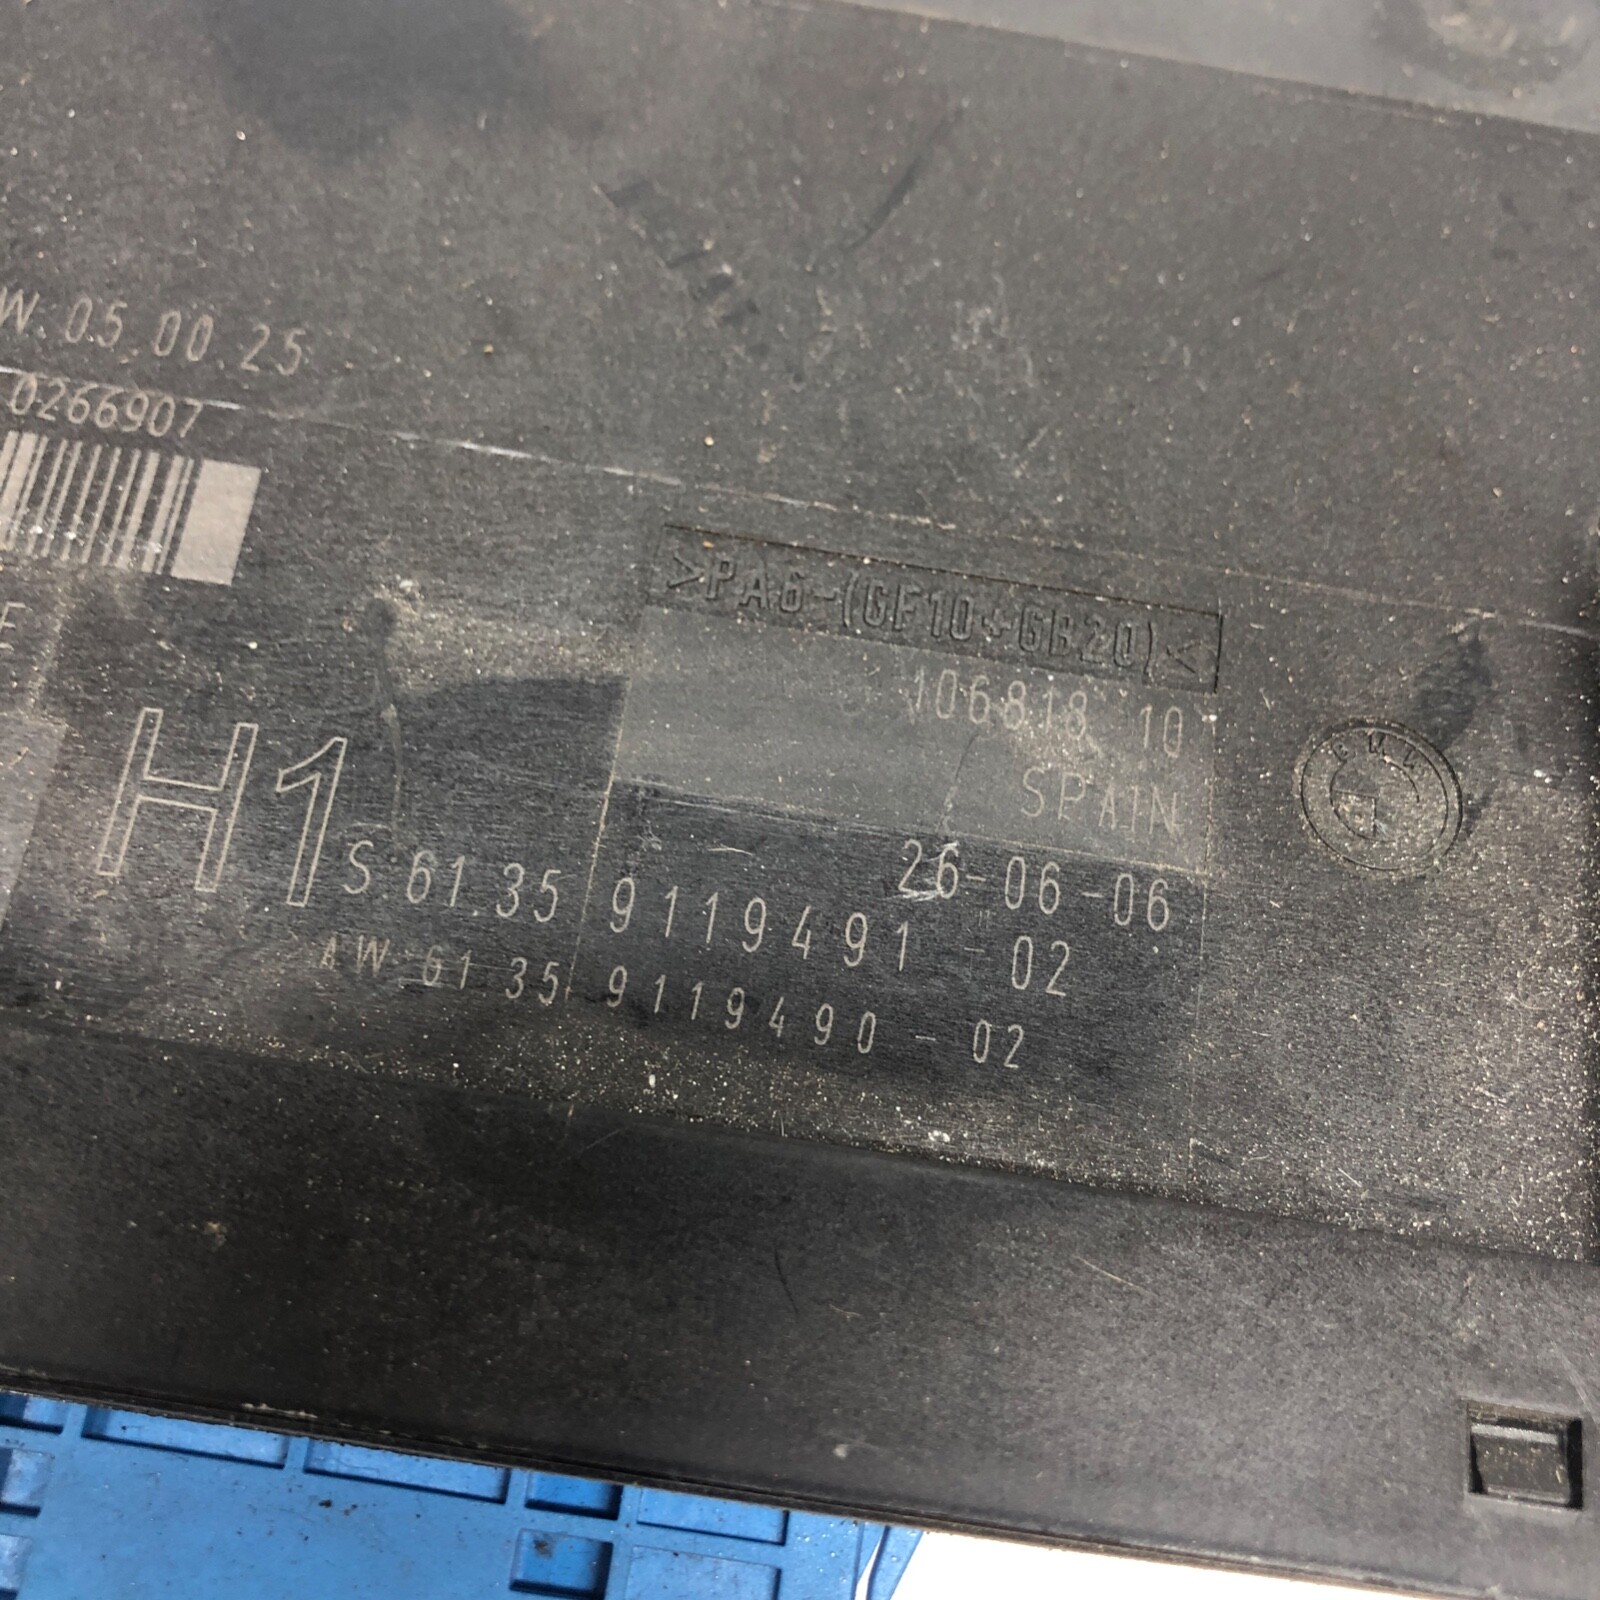 W 05.00.25
0266907
E
>PA6-(GF10+GB20)<
106818 10
SPAIN
BMW
26-06-06
H1
S 61.35 9119491 - 02
AW 61.35 9119490 - 02